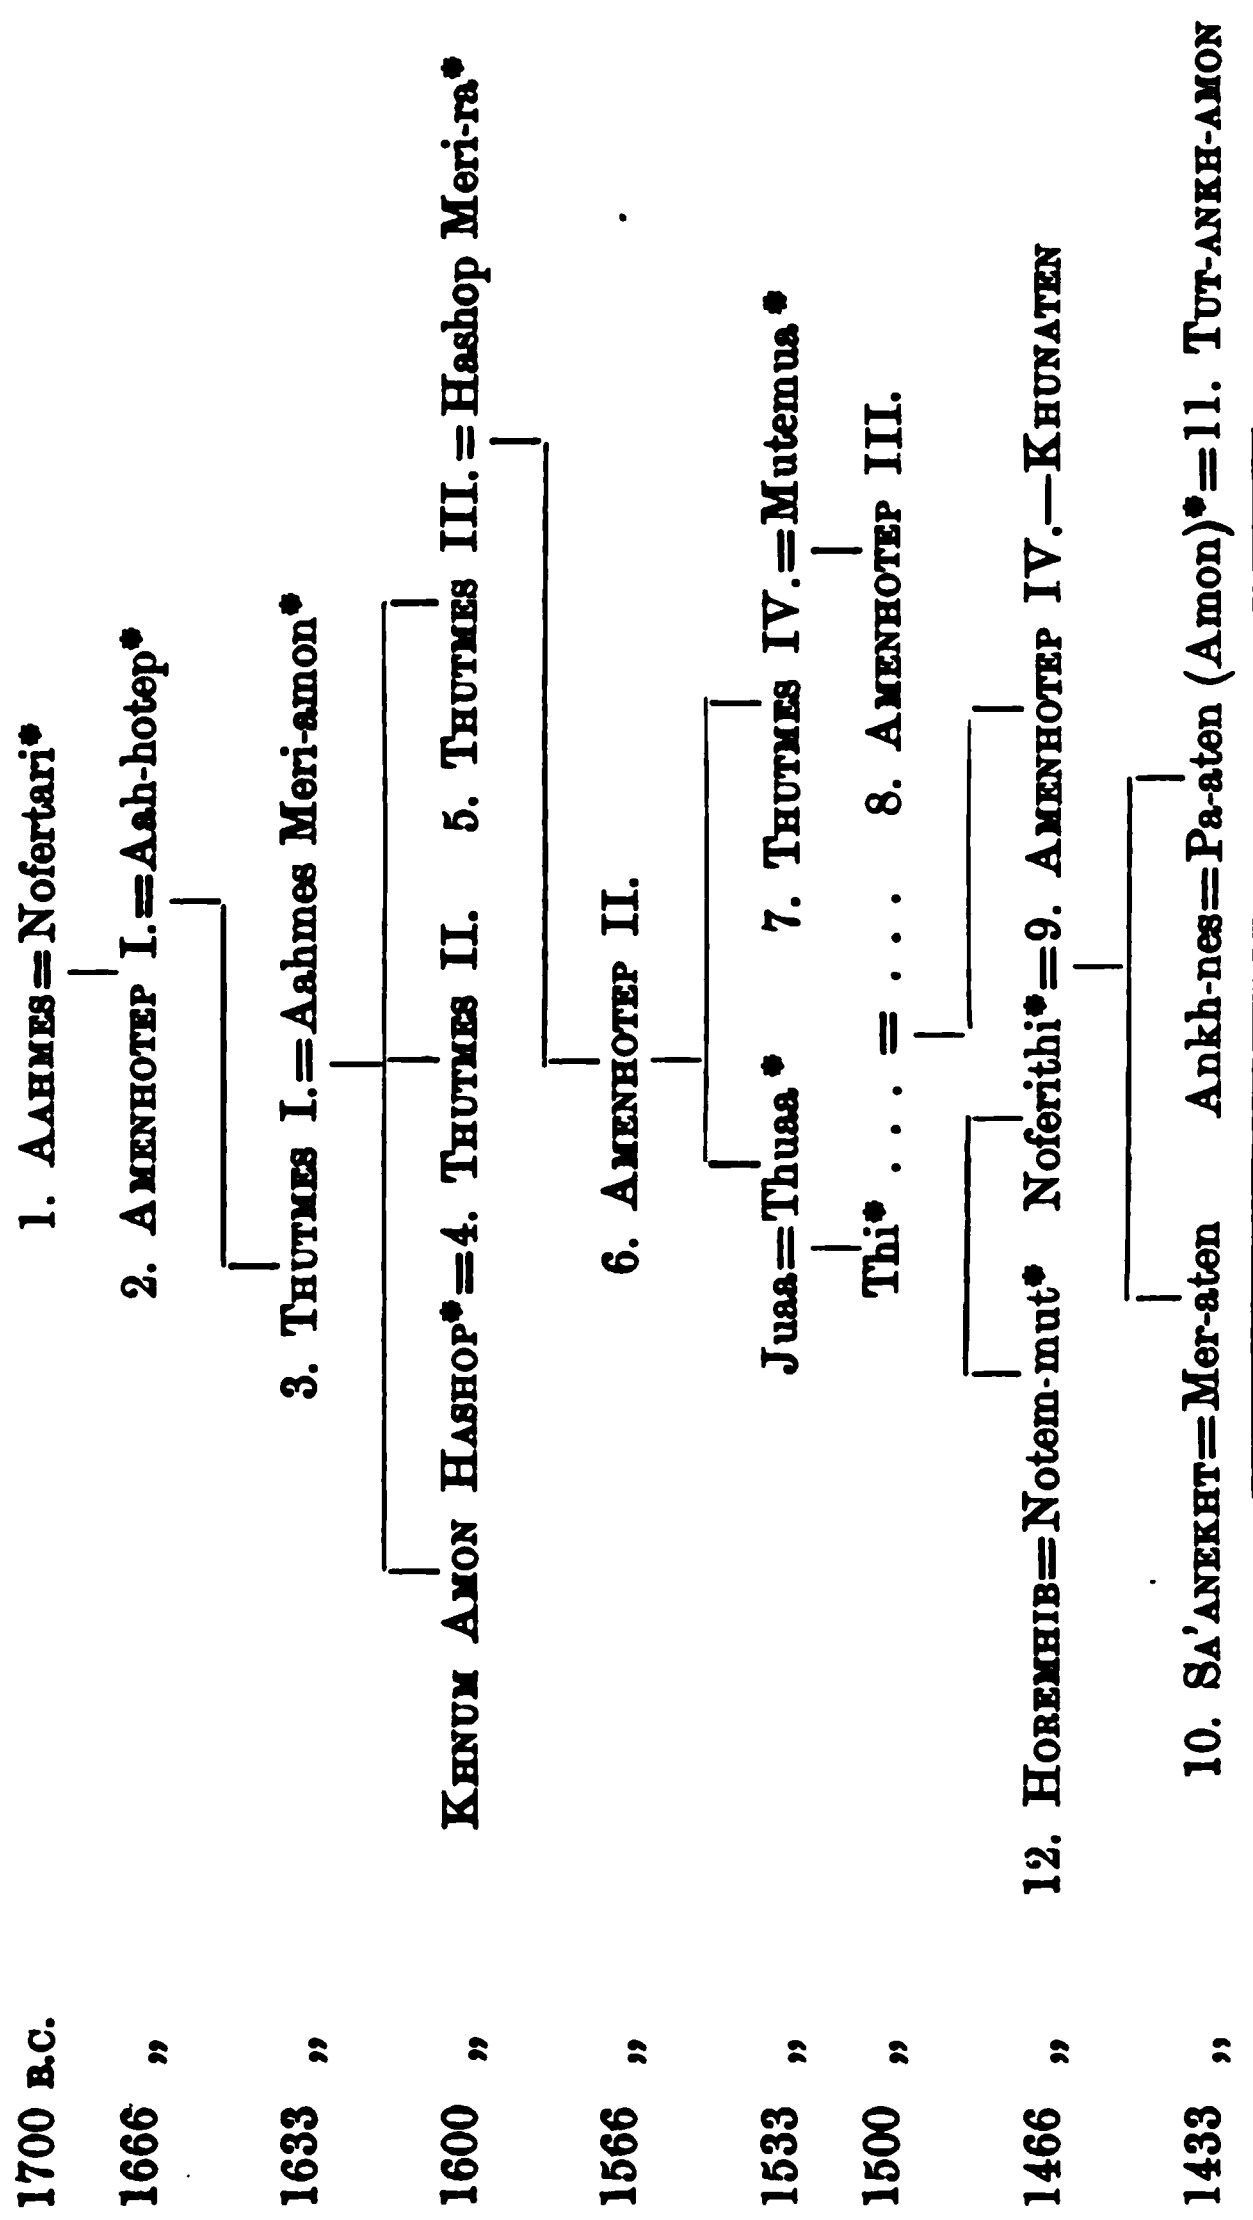 1700 B.C. 1. AAHMES=Nofertari*
1666 „ 2. AMENHOTEP I.=Aah-hotep*
1633 „ 3. THUTMES I.=Aahmes Meri-amon*
1600 „ KHNUM AMON HASHOP*=4. THUTMES II. 5. THUTMES III.=Hashop Meri-ra*
1566 „ 6. AMENHOTEP II.
1533 „ Juaa=Thuaa* 7. THUTMES IV.=Mutemua*
1500 „ Thi* . . . . = . . . . 8. AMENHOTEP III.
1466 „ 12. HOREMHIB=Notem-mut* Noferithi*=9. AMENHOTEP IV.—KHUNATEN
1433 „ 10. SA'ANEKHT=Mer-aten Ankh-nes=Pa-aten (Amon)*=11. TUT-ANKH-AMON